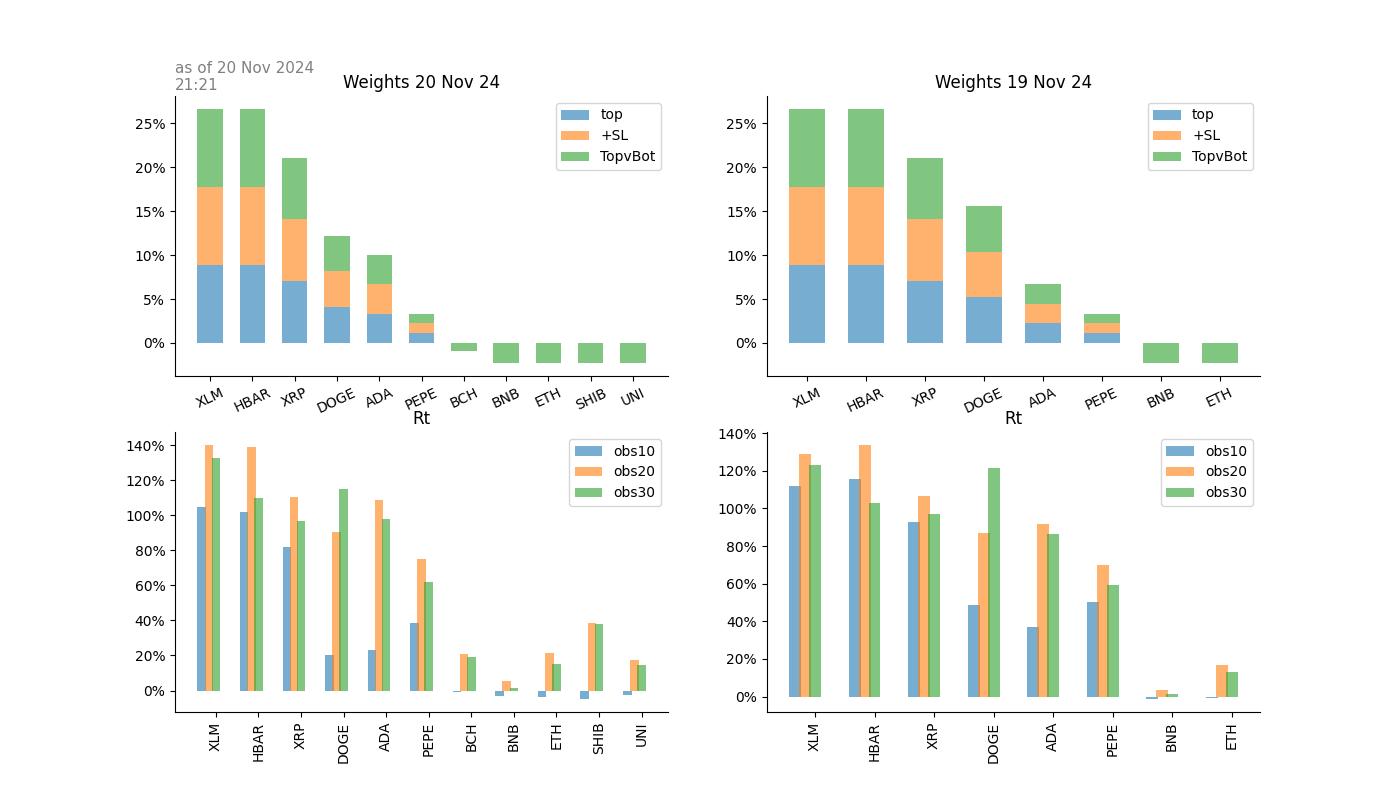 as of 20 Nov 2024
21:21
Weights 20 Nov 24
25%
20%
15%
10%
5%
0%
top
+SL
TopvBot
XLM HBAR XRP DOGE ADA PEPE BCH BNB ETH SHIB UNI
Weights 19 Nov 24
25%
20%
15%
10%
5%
0%
top
+SL
TopvBot
XLM HBAR XRP DOGE ADA PEPE BNB ETH
Rt
140%
120%
100%
80%
60%
40%
20%
0%
obs10
obs20
obs30
XLM HBAR XRP DOGE ADA PEPE BCH BNB ETH SHIB UNI
Rt
140%
120%
100%
80%
60%
40%
20%
0%
obs10
obs20
obs30
XLM HBAR XRP DOGE ADA PEPE BNB ETH